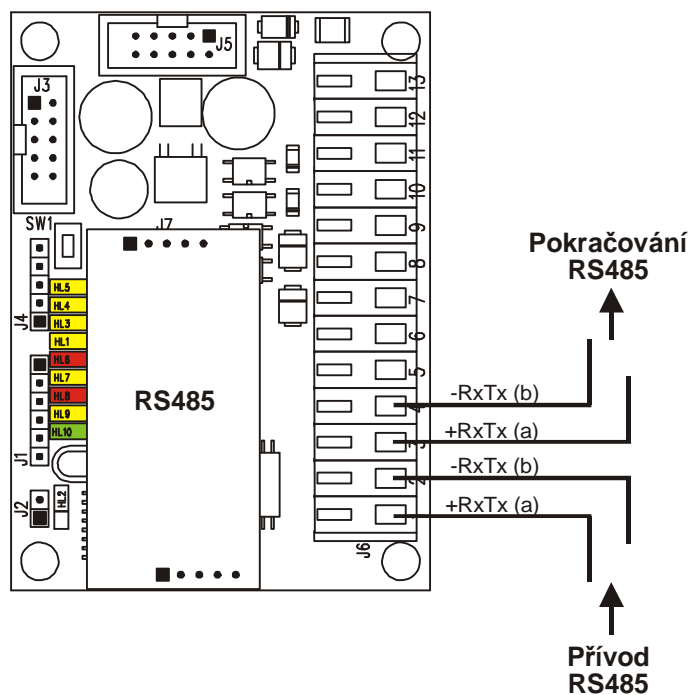 J5
J3
13
12
11
10
9
8
7
6
5
4
3
2
SW1
J7
J4
HL5
HL4
HL3
HL1
HL6
HL7
HL8
HL9
HL10
J1
J2
HL2
RS485
J6
-RxTx (b)
+RxTx (a)
-RxTx (b)
+RxTx (a)
Pokračování
RS485
Přívod
RS485